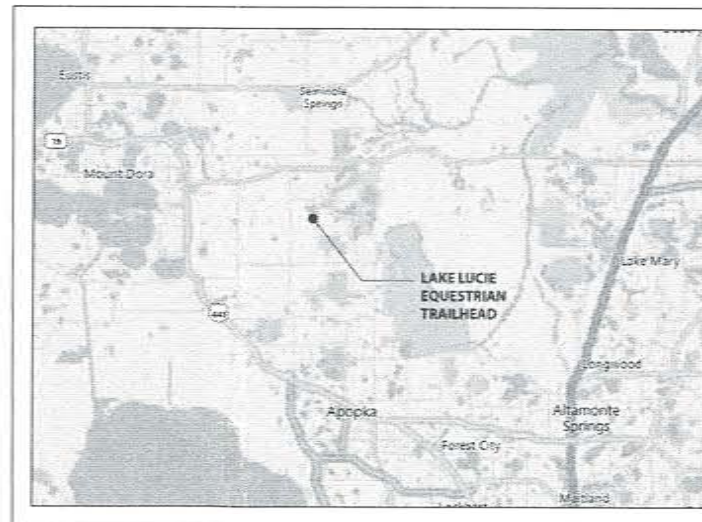 Eustis
Seminole
Springs
Mount Dora
LAKE LUCIE
EQUESTRIAN
TRAILHEAD
Lake Mary
441
Longwood
Apopka
Altamonte
Springs
Forest City
Lockhart
Maitland